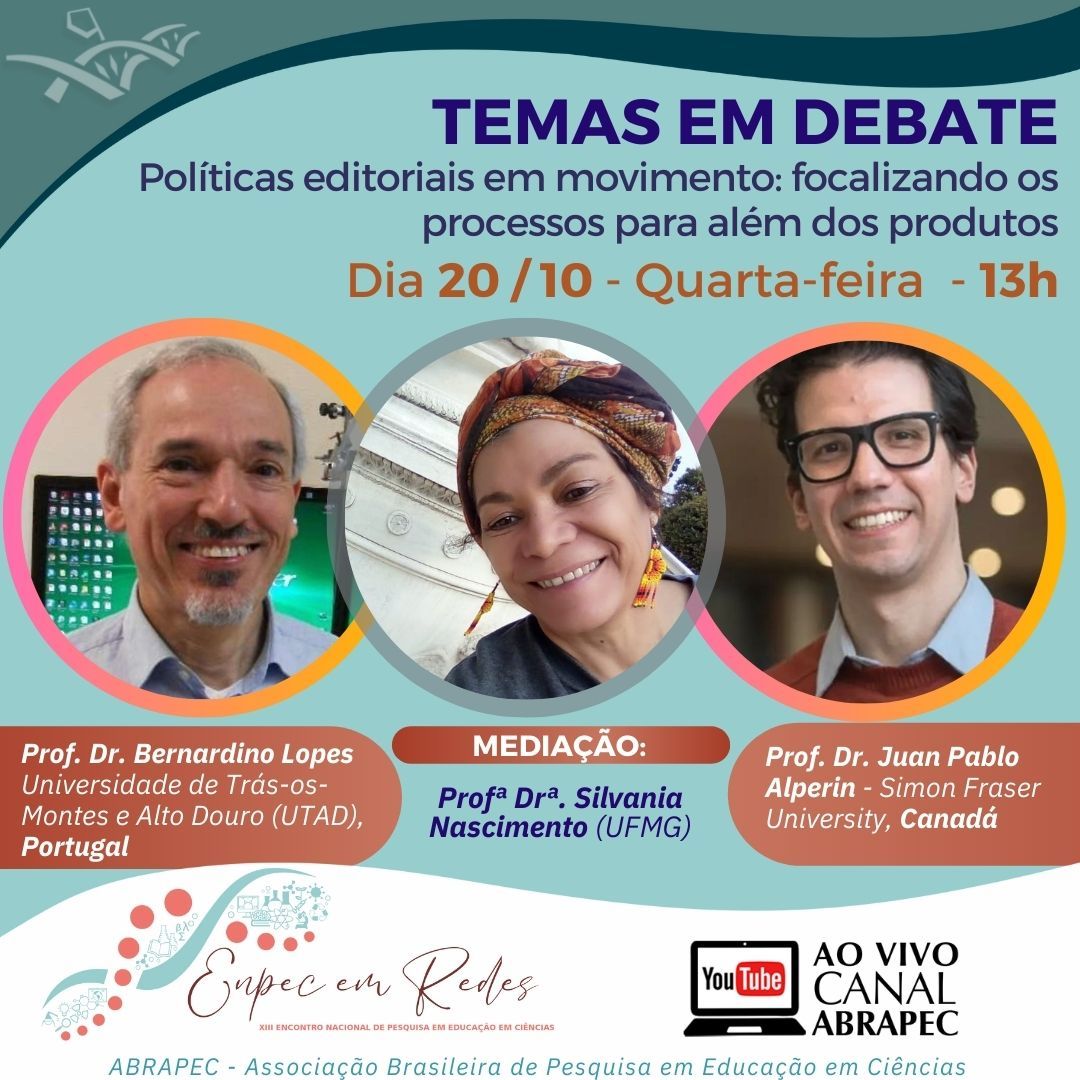 TEMAS EM DEBATE
Políticas editoriais em movimento: focalizando os
processos para além dos produtos
Dia 20 / 10 - Quarta-feira - 13h
Prof. Dr. Bernardino Lopes
Universidade de Trás-os-
Montes e Alto Douro (UTAD),
Portugal
MEDIAÇÃO:
Profª Drª. Silvania
Nascimento (UFMG)
Prof. Dr. Juan Pablo
Alperin - Simon Fraser
University, Canadá
Enpec em Redes
XIII ENCONTRO NACIONAL DE PESQUISA EM EDUCAÇÃO EM CIÊNCIAS
YouTube
AO VIVO
CANAL
ABRAPEC
ABRAPEC - Associação Brasileira de Pesquisa em Educação em Ciências